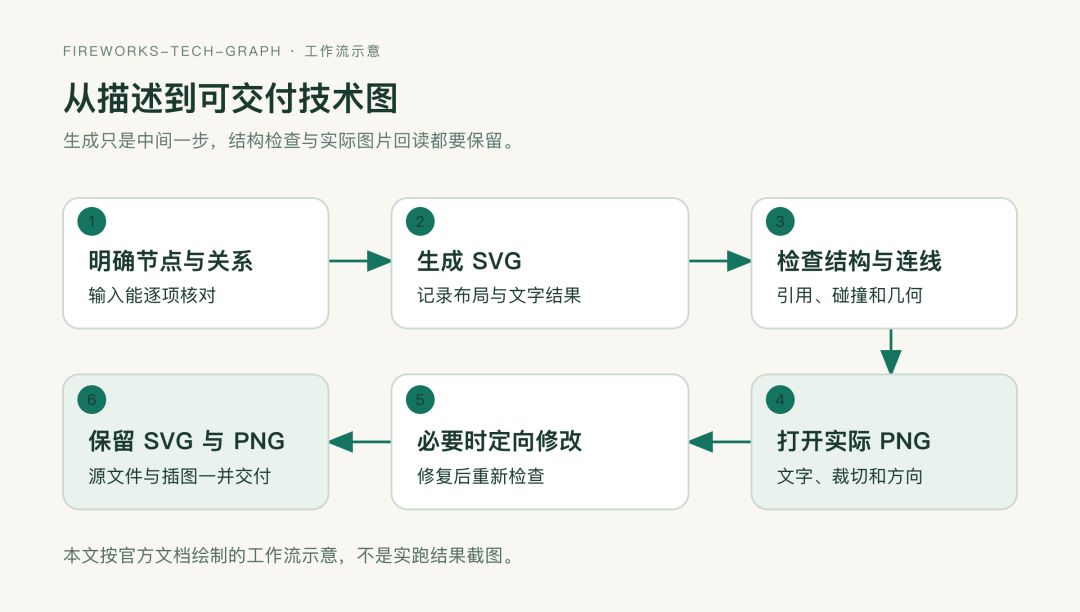 FIREWORKS-TECH-GRAPH · 工作流示意
从描述到可交付技术图
生成只是中间一步，结构检查与实际图片回读都要保留。
1
明确节点与关系
输入能逐项核对
2
生成 SVG
记录布局与文字结果
3
检查结构与连线
引用、碰撞和几何
4
打开实际 PNG
文字、裁切和方向
5
必要时定向修改
修复后重新检查
6
保留 SVG 与 PNG
源文件与插图一并交付
本文按官方文档绘制的工作流示意，不是实跑结果截图。